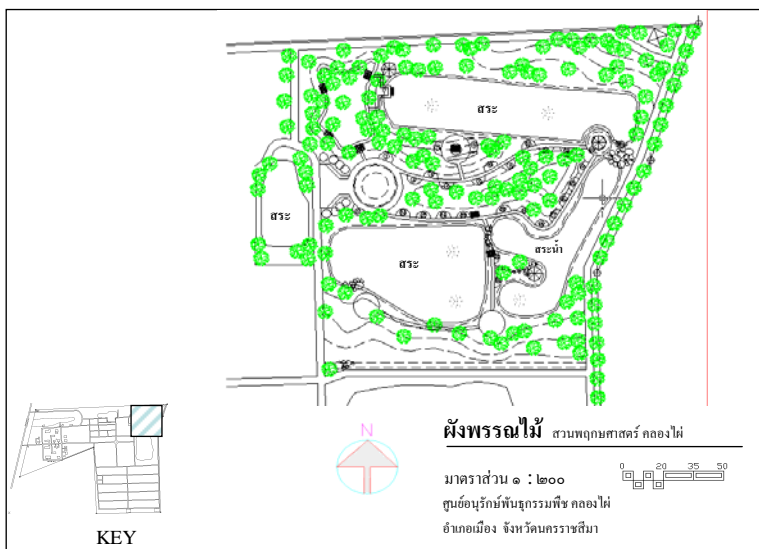 สระ
สระ
สระน้ำ
สระ
N
ผังพรรณไม้ สวนพฤกษศาสตร์ คลองไผ่
มาตราส่วน ๑ : ๒๐๐
0 20 35 50
ศูนย์อนุรักษ์พันธุกรรมพืช คลองไผ่
อำเภอเมือง จังหวัดนครราชสีมา
KEY